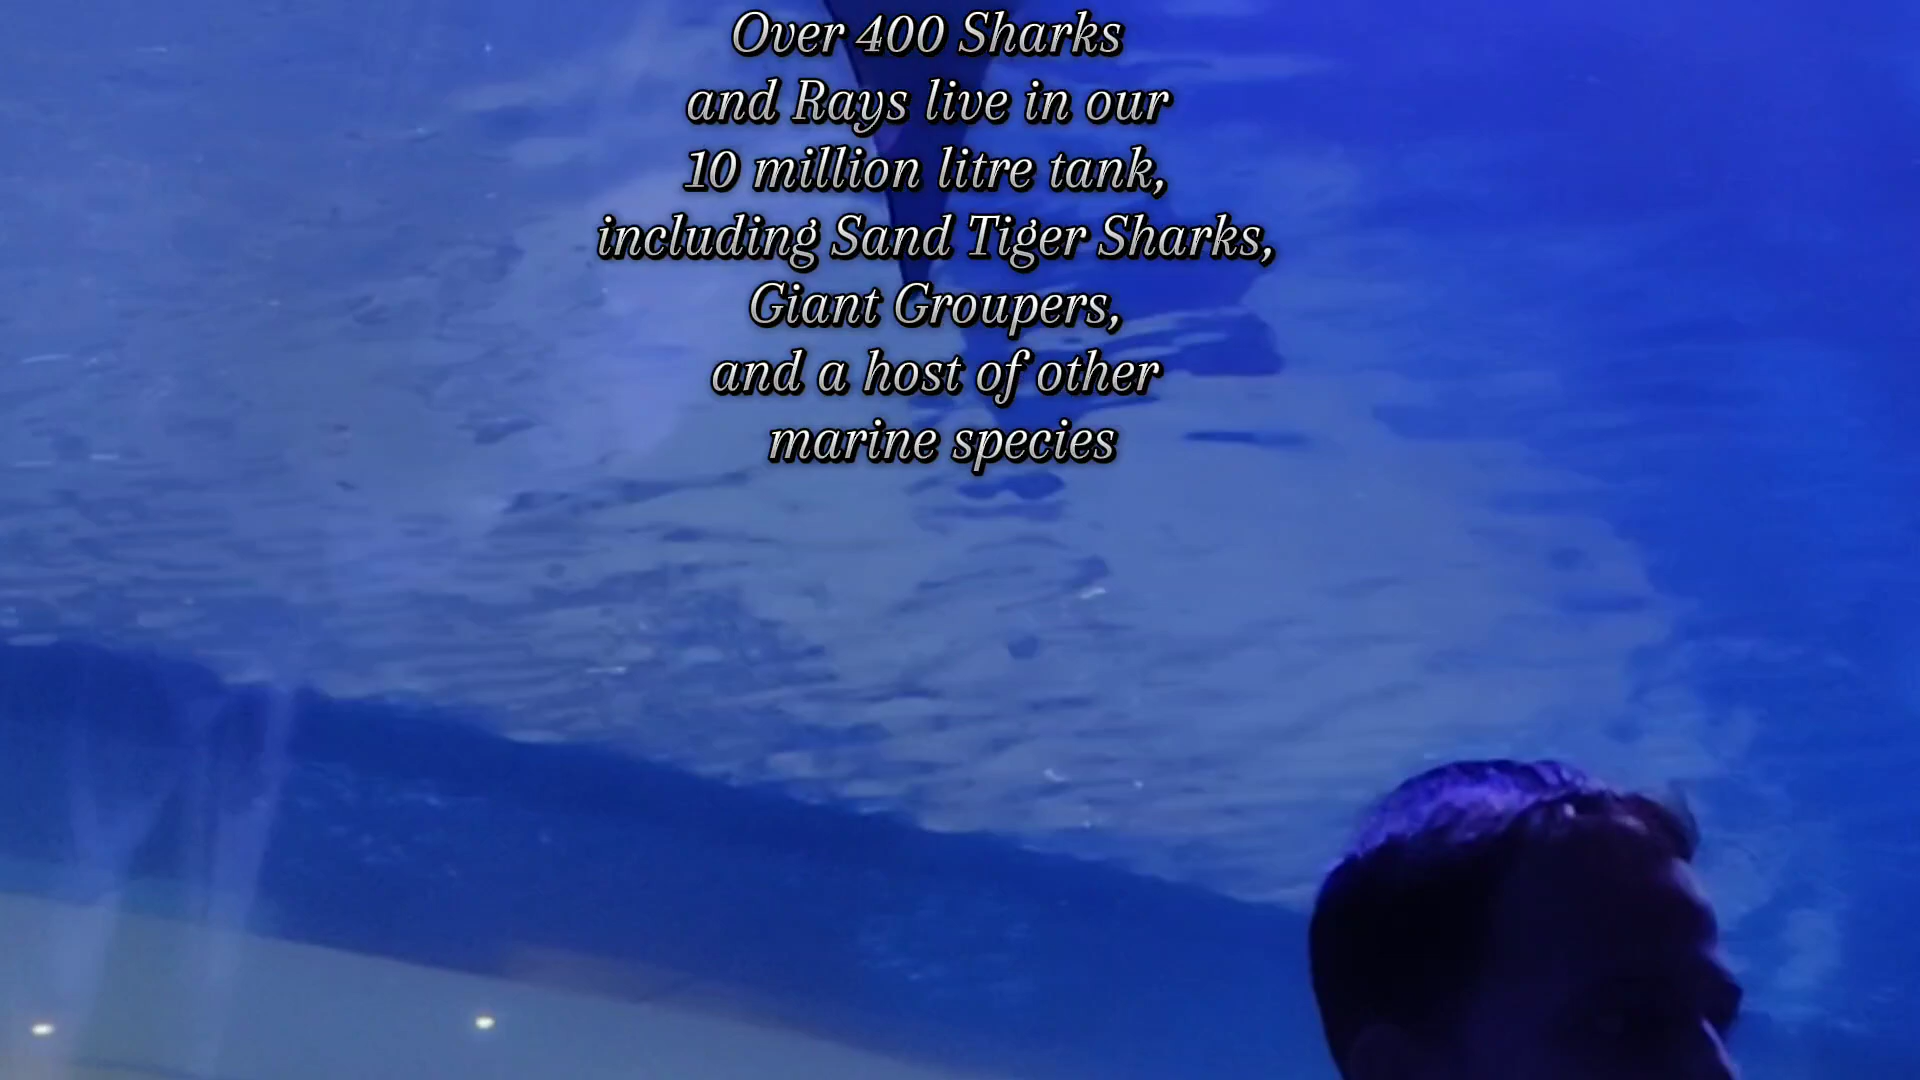 Over 400 Sharks
and Rays live in our
10 million litre tank,
including Sand Tiger Sharks,
Giant Groupers,
and a host of other
marine species